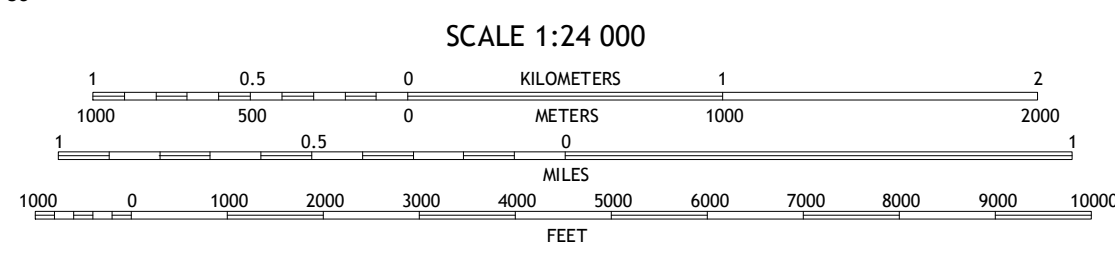 SCALE 1:24 000
1 0.5 0 KILOMETERS 1 2
1000 500 0 METERS 1000 2000
1 0.5 0 1
MILES
1000 0 1000 2000 3000 4000 5000 6000 7000 8000 9000 10000
FEET